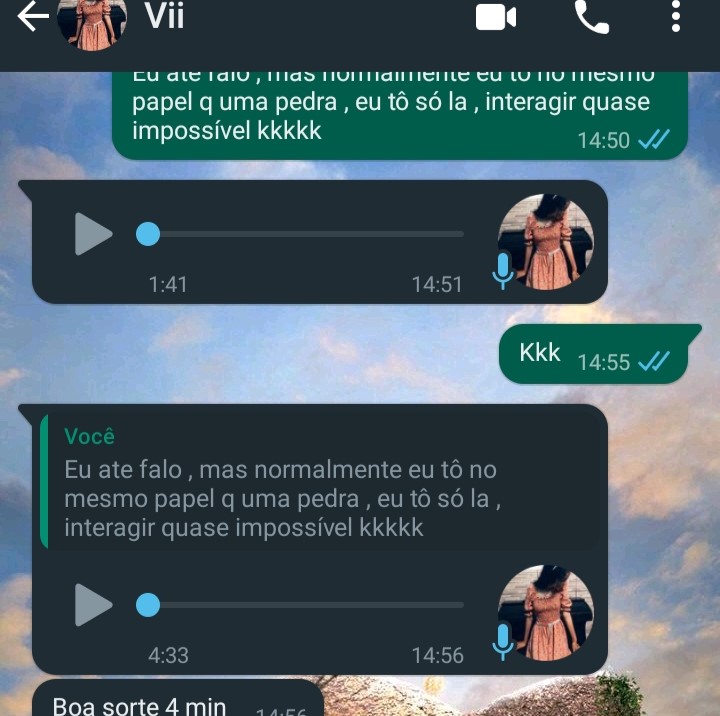 Vii
Eu ate falo , mas normalmente eu tô no mesmo
papel q uma pedra , eu tô só la , interagir quase
impossível kkkkk
14:50
1:41
14:51
Kkk
14:55
Você
Eu ate falo , mas normalmente eu tô no
mesmo papel q uma pedra , eu tô só la ,
interagir quase impossível kkkkk
4:33
14:56
Boa sorte 4 min
14:56